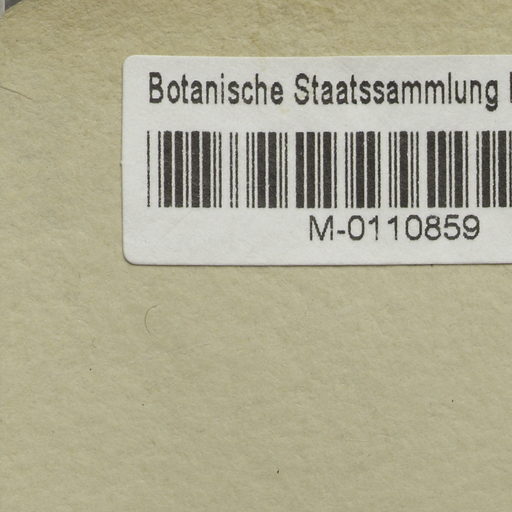 Botanische Staatssammlung
M-0110859